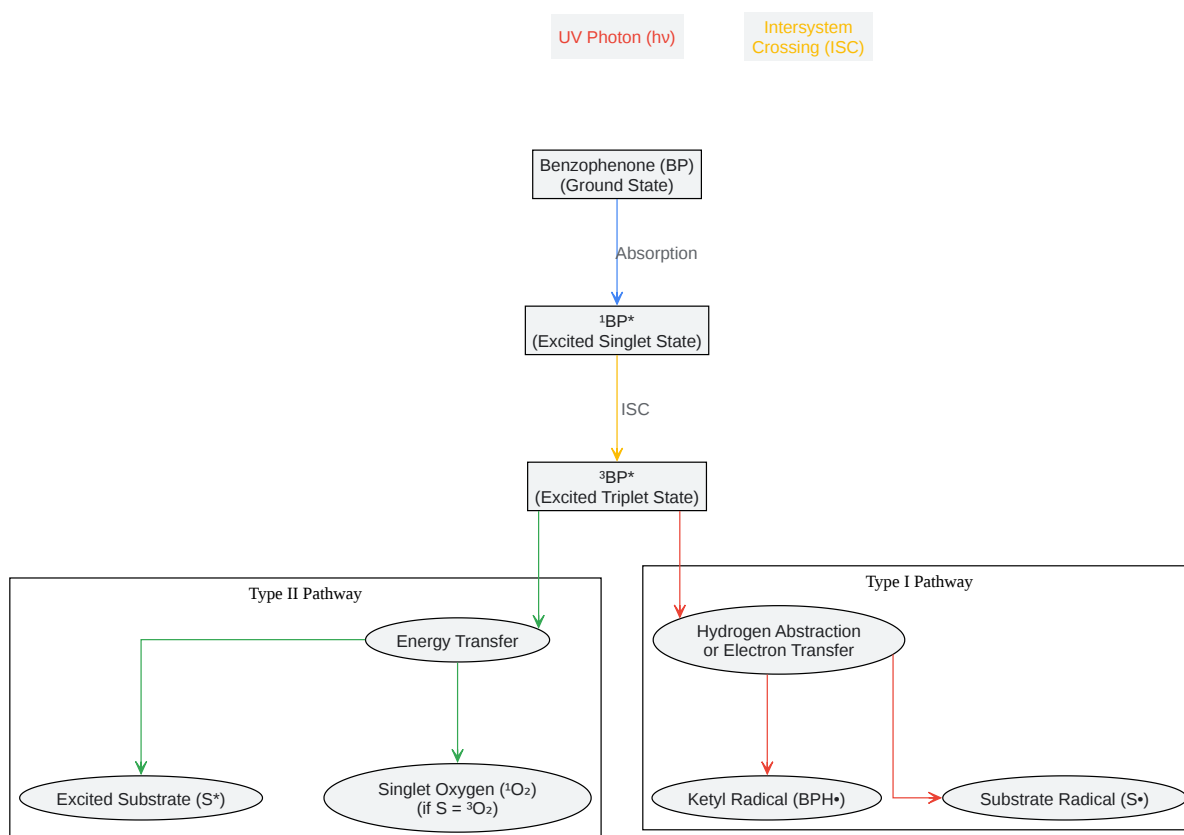 UV Photon (hν)
Intersystem
Crossing (ISC)
Benzophenone (BP)
(Ground State)
Absorption
¹BP*
(Excited Singlet State)
ISC
³BP*
(Excited Triplet State)
Type II Pathway
Energy Transfer
Excited Substrate (S*)
Singlet Oxygen (¹O₂)
(if S = ³O₂)
Type I Pathway
Hydrogen Abstraction
or Electron Transfer
Ketyl Radical (BPH•)
Substrate Radical (S•)